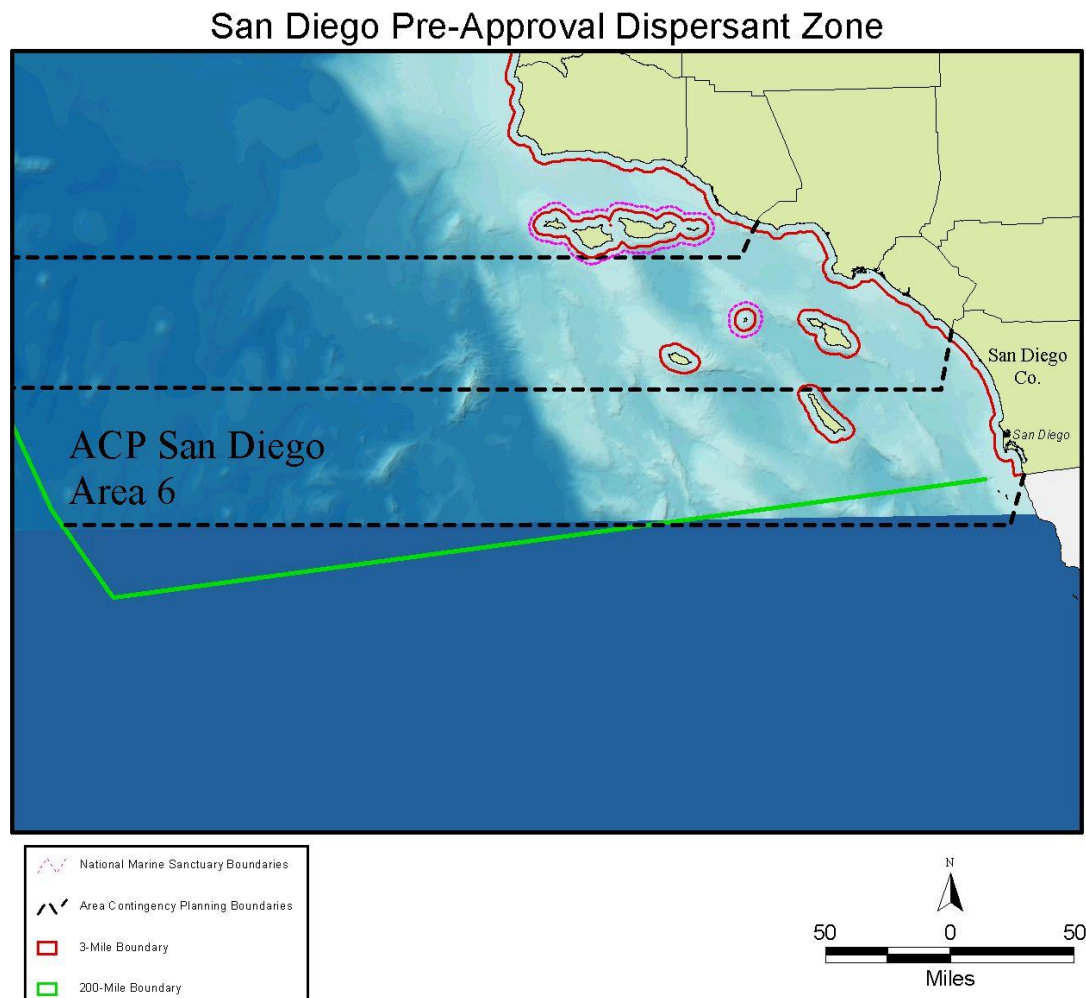 San Diego Pre-Approval Dispersant Zone
San Diego
Co.
San Diego
ACP San Diego
Area 6
National Marine Sanctuary Boundaries
Area Contingency Planning Boundaries
3-Mile Boundary
200-Mile Boundary
N
50 0 50
Miles